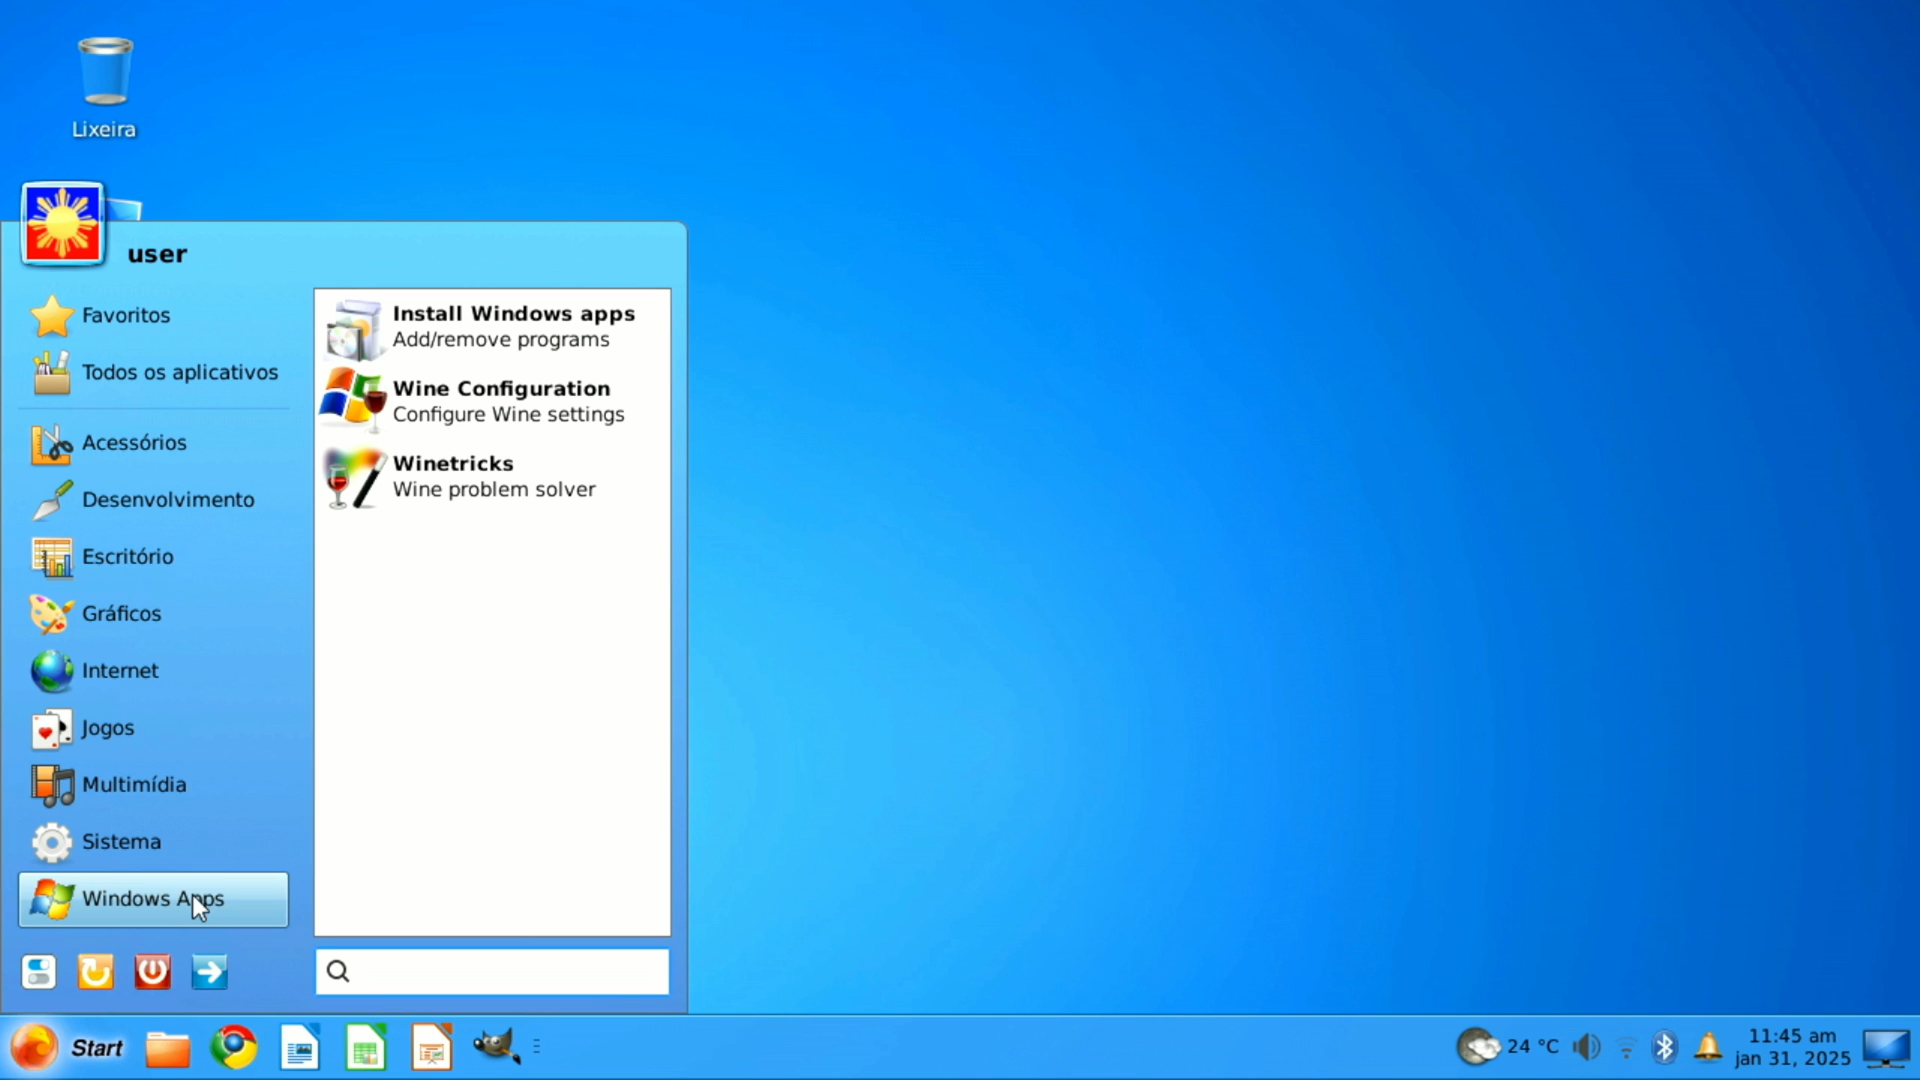 Lixeira
user
Favoritos
Todos os aplicativos
Acessórios
Desenvolvimento
Escritório
Gráficos
Internet
Jogos
Multimídia
Sistema
Windows Apps
Install Windows apps
Add/remove programs
Wine Configuration
Configure Wine settings
Winetricks
Wine problem solver
Start
24 °C
11:45 am
jan 31, 2025